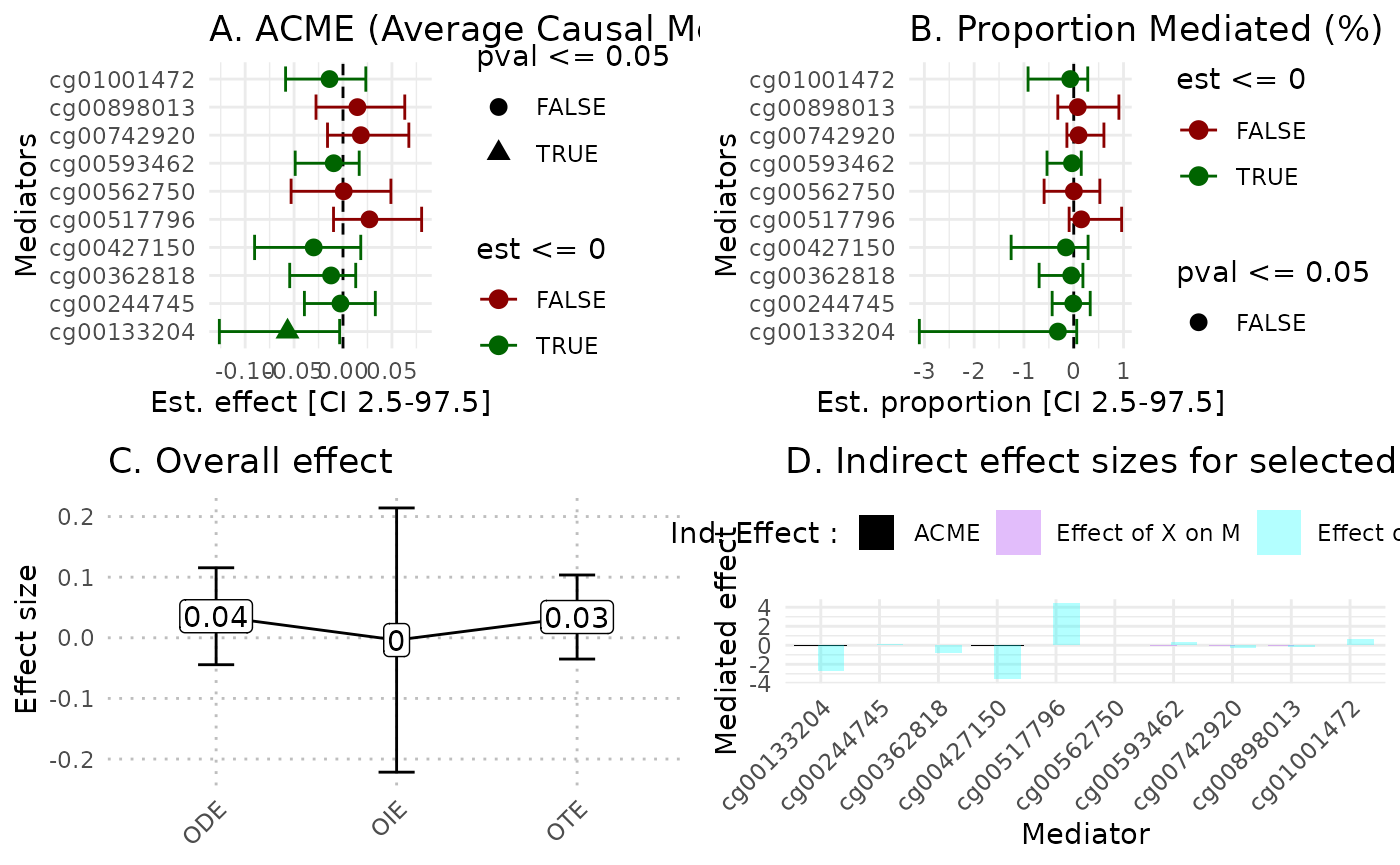 A. ACME (Average Causal
pval <= 0.05
FALSE
TRUE
est <= 0
FALSE
TRUE
Mediators
cg01001472
cg00898013
cg00742920
cg00593462
cg00562750
cg00517796
cg00427150
cg00362818
cg00244745
cg00133204
-0.10 -0.05 0.000 0.05
Est. effect [CI 2.5-97.5]
B. Proportion Mediated (%)
est <= 0
FALSE
TRUE
pval <= 0.05
FALSE
Mediators
cg01001472
cg00898013
cg00742920
cg00593462
cg00562750
cg00517796
cg00427150
cg00362818
cg00244745
cg00133204
-3 -2 -1 0 1
Est. proportion [CI 2.5-97.5]
C. Overall effect
Effect size
0.2
0.1
0.0
-0.1
-0.2
0.04
0
0.03
ODE OIE OTE
D. Indirect effect sizes for selected
Ind. Effect :
ACME
Effect of X on M
Effect
Mediated effect
4
2
0
-2
-4
cg00133204 cg00244745 cg00362818 cg00427150 cg00517796 cg00562750 cg00593462 cg00742920 cg00898013 cg01001472
Mediator